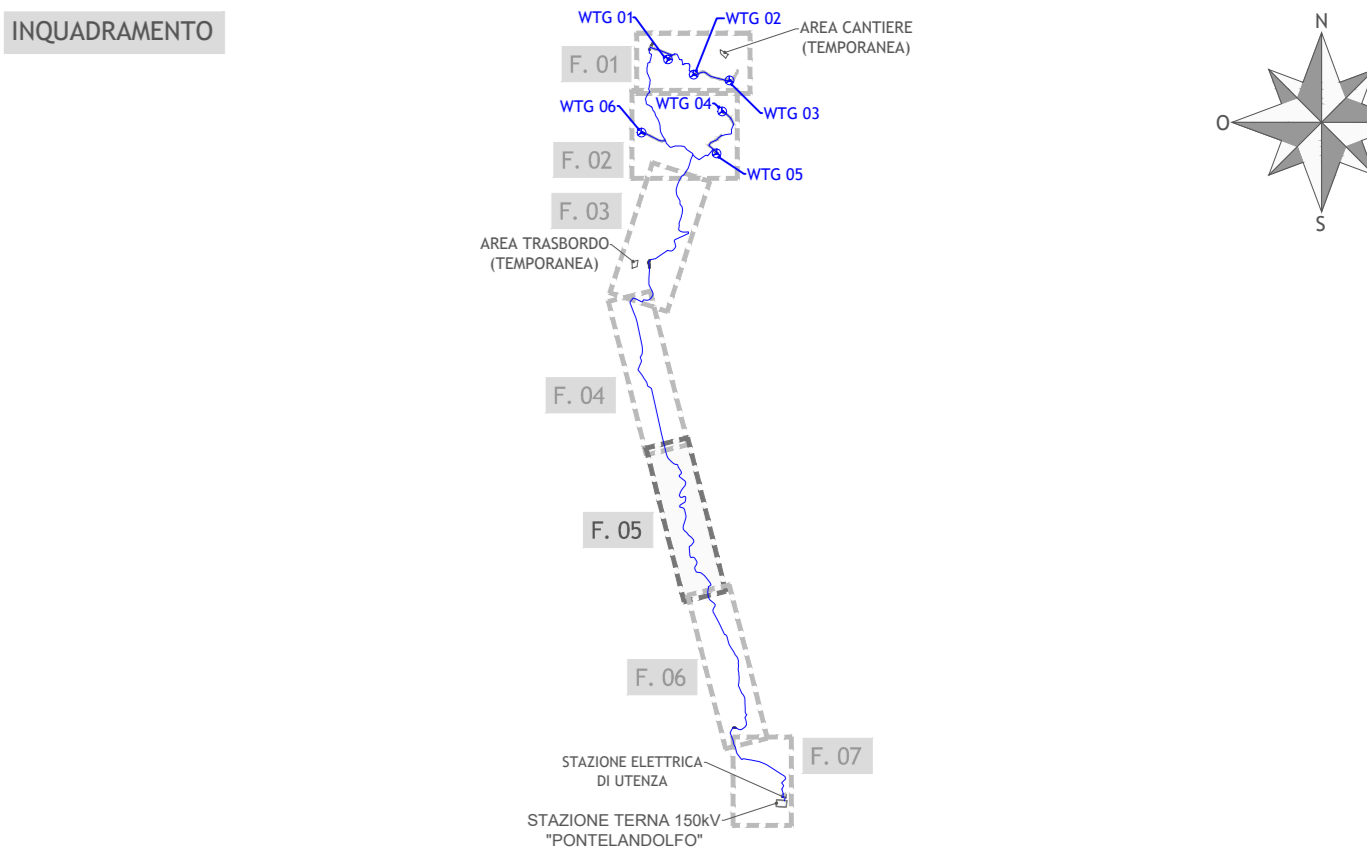 INQUADRAMENTO
WTG 01
WTG 02
AREA CANTIERE
(TEMPORANEA)
N
F. 01
WTG 06
WTG 04
WTG 03
O
F. 02
WTG 05
F. 03
S
AREA TRASBORDO
(TEMPORANEA)
F. 04
F. 05
F. 06
F. 07
STAZIONE ELETTRICA
DI UTENZA
STAZIONE TERNA 150kV
"PONTELANDOLFO"